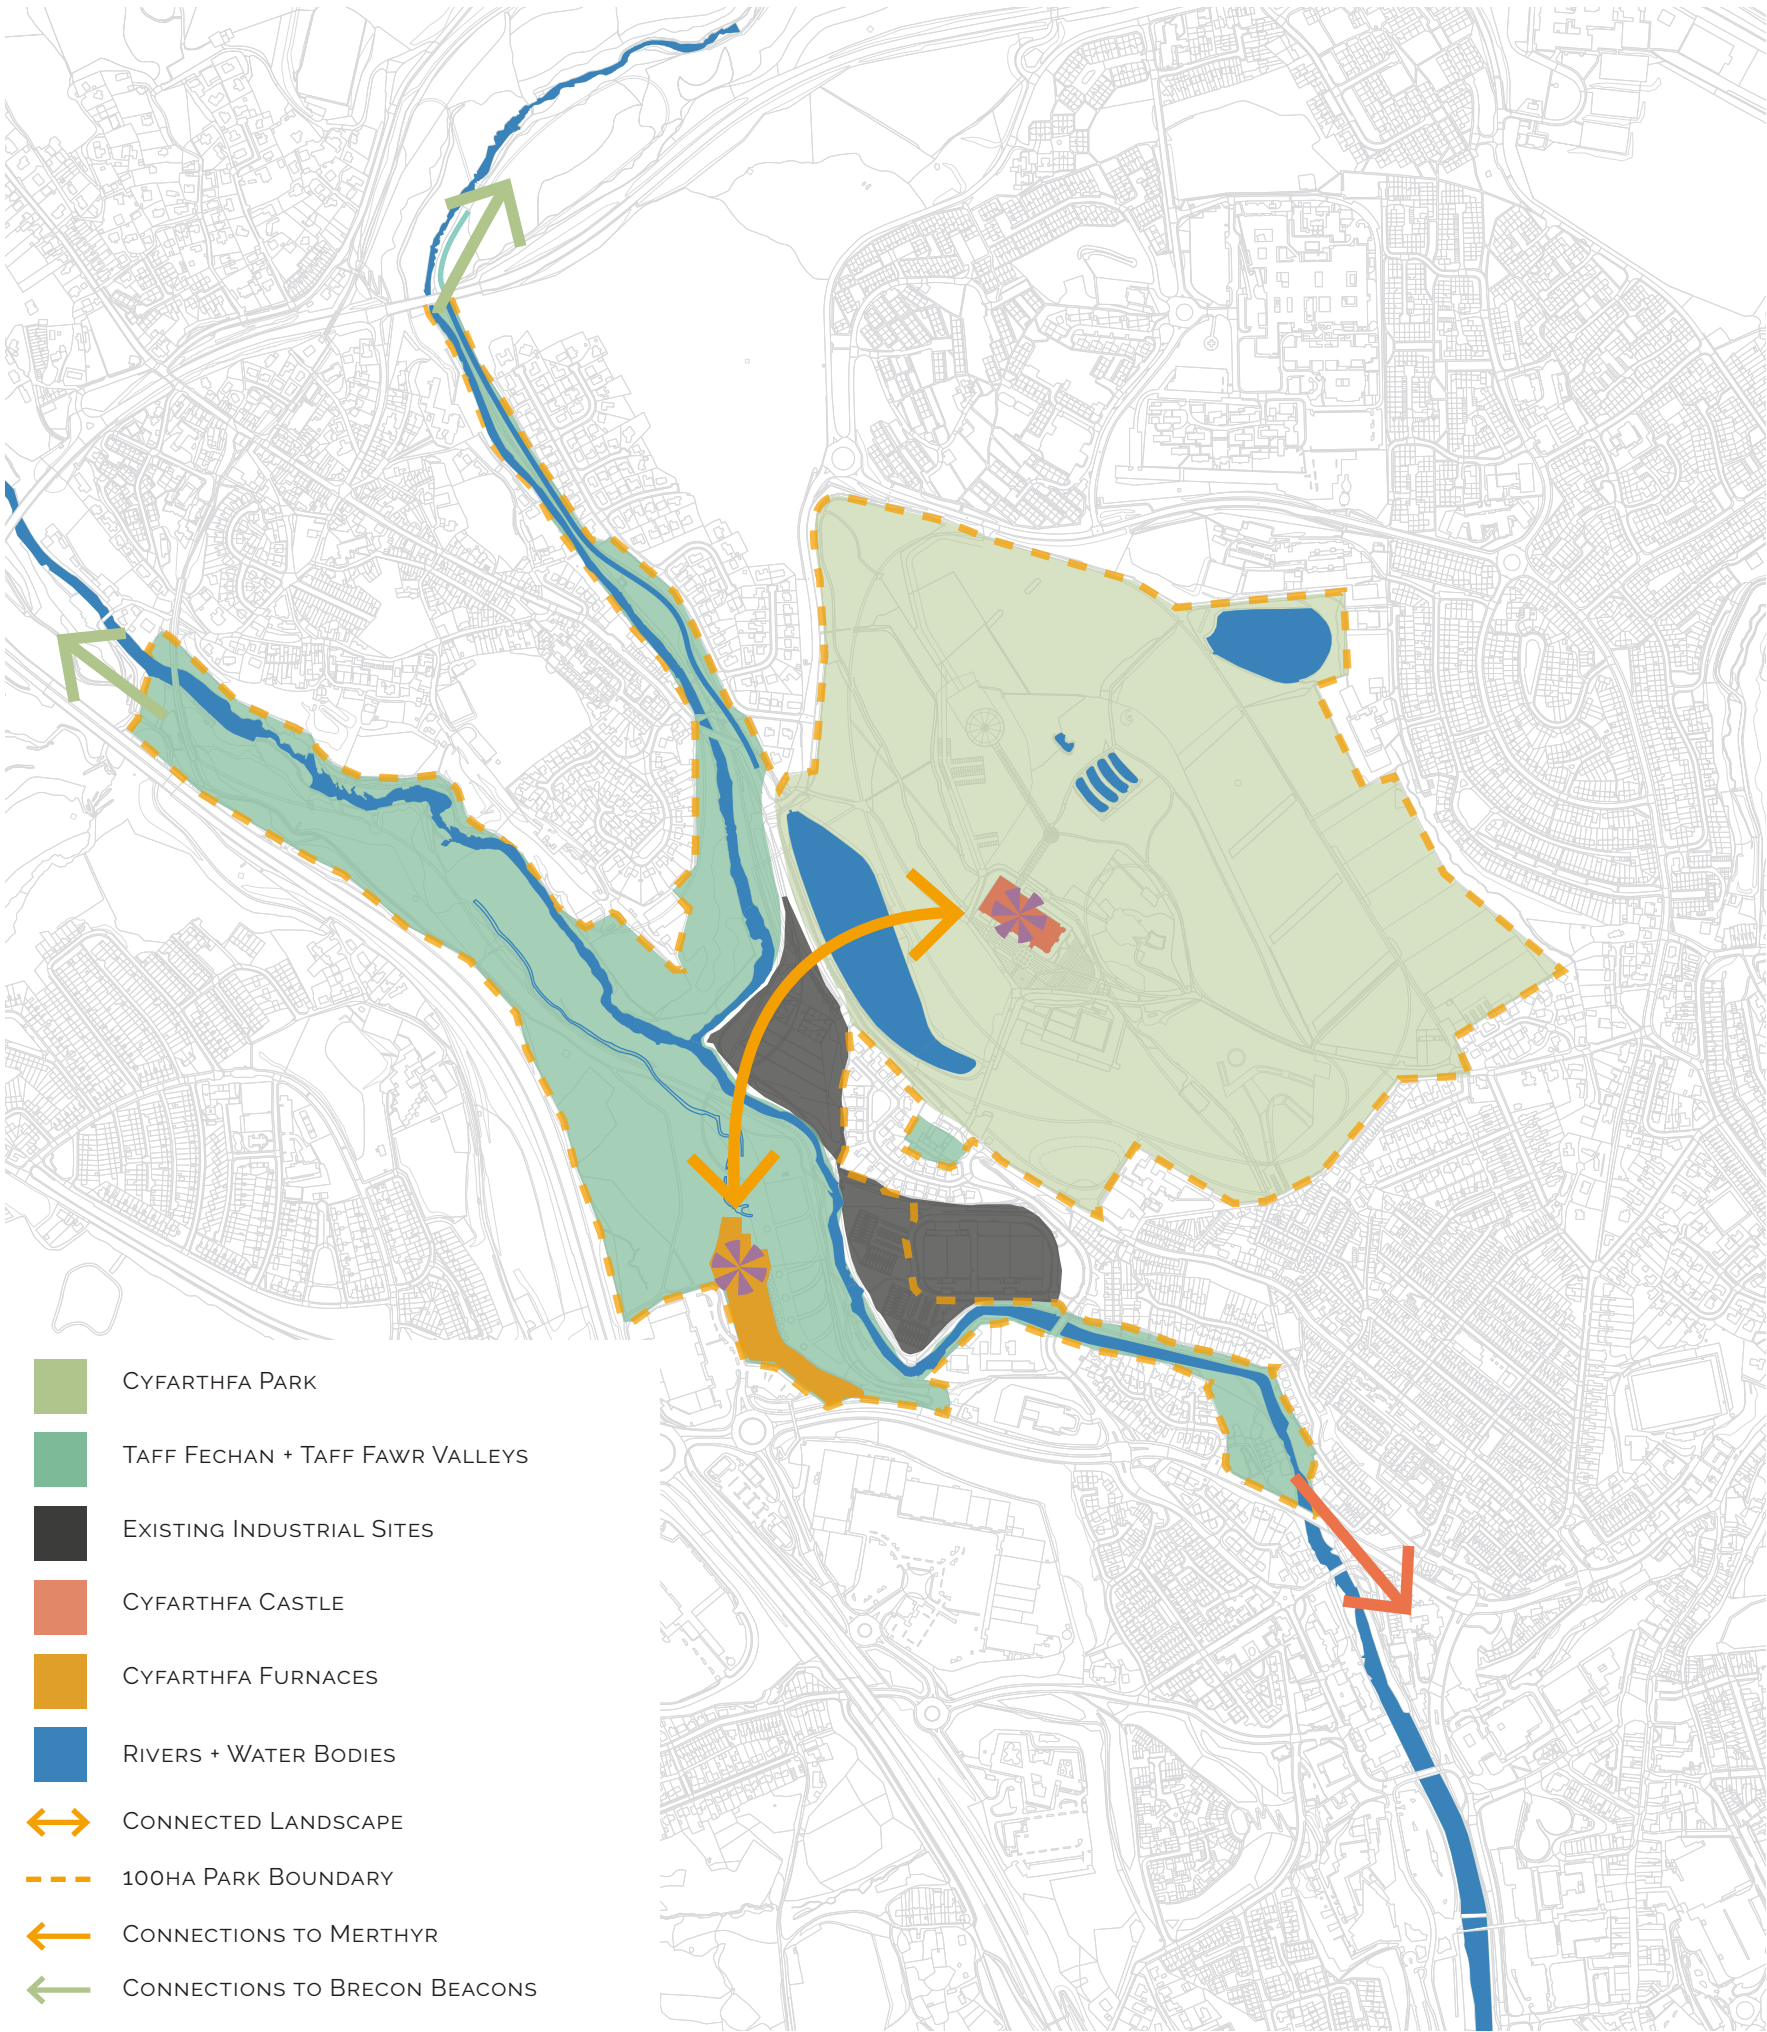 Cyfarthfa Park
Taff Fechan + Taff Fawr Valleys
Existing Industrial Sites
Cyfarthfa Castle
Cyfarthfa Furnaces
Rivers + Water Bodies
Connected Landscape
100ha Park Boundary
Connections to Merthyr
Connections to Brecon Beacons